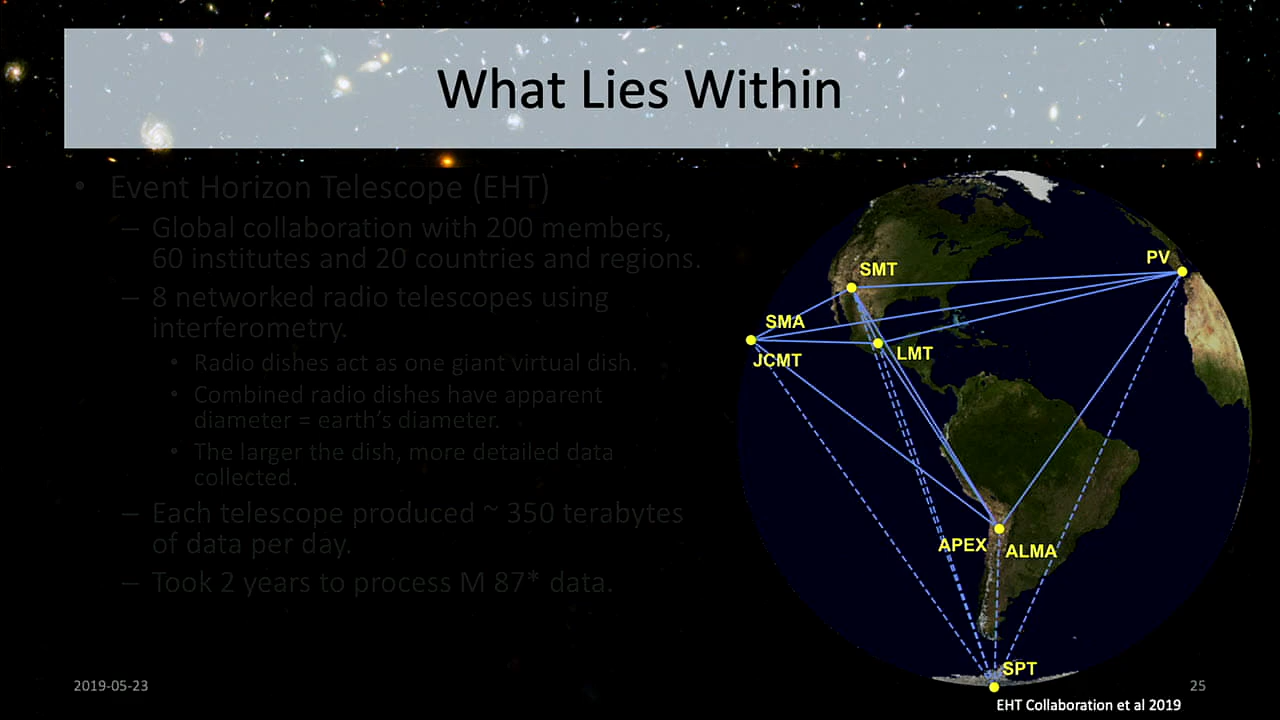 What Lies Within
• Event Horizon Telescope (EHT)
– Global collaboration with 200 members,
60 institutes and 20 countries and regions.
– 8 networked radio telescopes using
interferometry.
• Radio dishes act as one giant virtual dish.
• Combined radio dishes have apparent
diameter = earth’s diameter.
• The larger the dish, more detailed data
collected.
– Each telescope produced ~ 350 terabytes
of data per day.
– Took 2 years to process M 87* data.
PV
SMT
SMA
JCMT
LMT
APEX
ALMA
SPT
2019-05-23
25
EHT Collaboration et al 2019